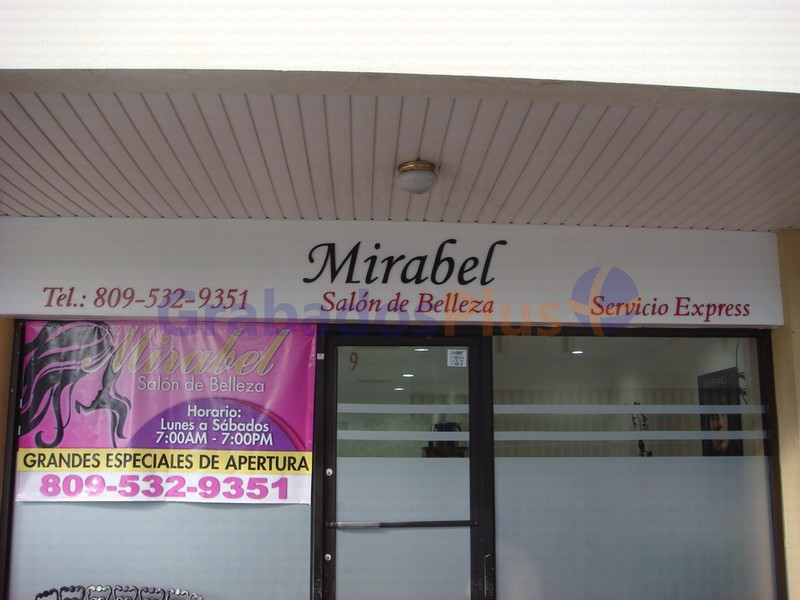 Mirabel
Tel.: 809-532-9351 Salón de Belleza Servicio Express
GrabadosPlus
Mirabel
Salón de Belleza
Horario:
Lunes a Sábados
7:00AM - 7:00PM
GRANDES ESPECIALES DE APERTURA
809-532-9351
9